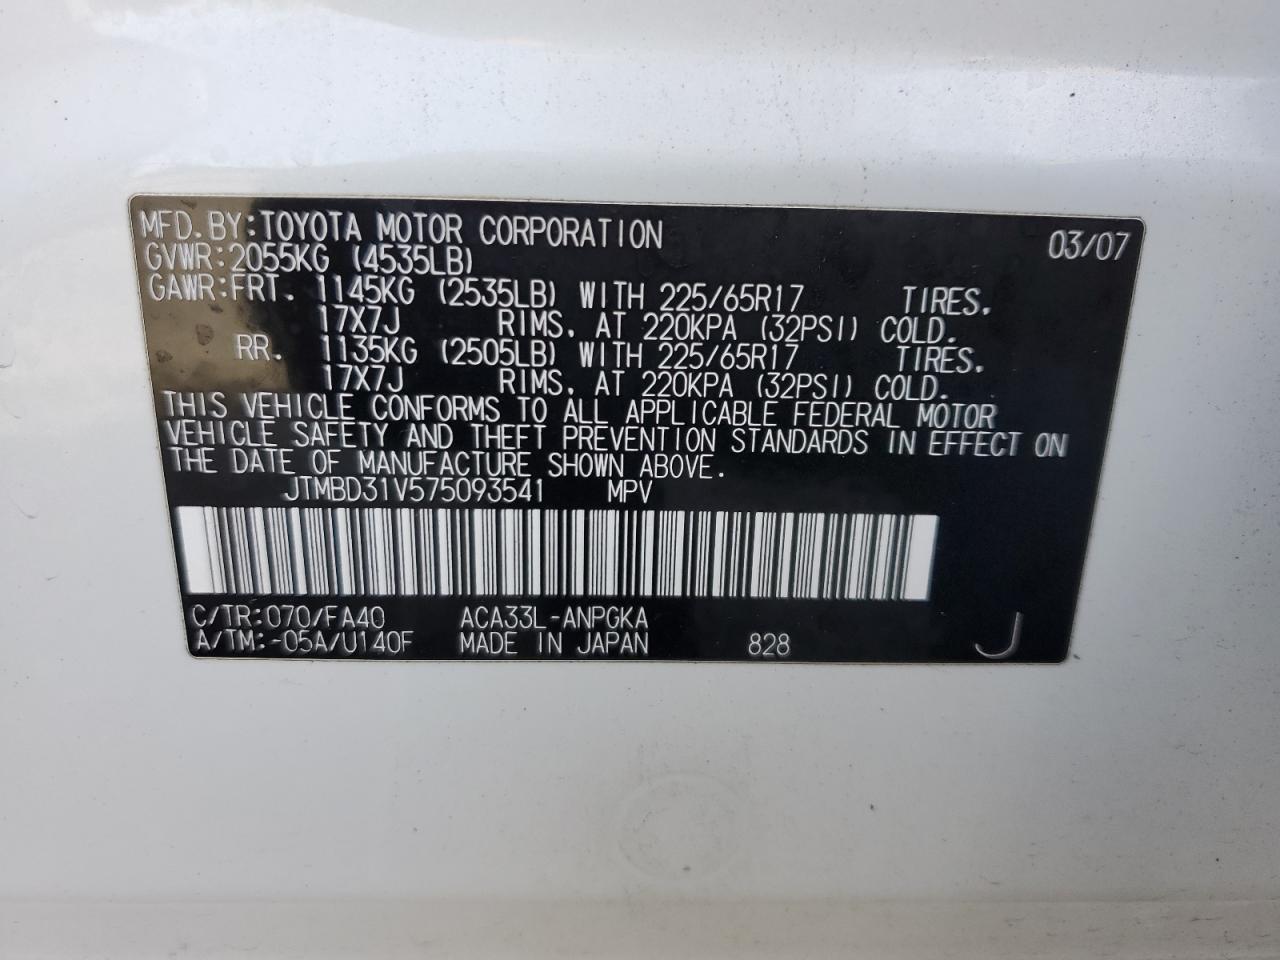 MFD. BY: TOYOTA MOTOR CORPORATION 03/07
GVWR: 2055KG (4535LB)
GAWR: FRT. 1145KG (2535LB) WITH 225/65R17 TIRES,
17X7J RIMS, AT 220KPA (32PSI) COLD.
RR. 1135KG (2505LB) WITH 225/65R17 TIRES,
17X7J RIMS, AT 220KPA (32PSI) COLD.
THIS VEHICLE CONFORMS TO ALL APPLICABLE FEDERAL MOTOR
VEHICLE SAFETY AND THEFT PREVENTION STANDARDS IN EFFECT ON
THE DATE OF MANUFACTURE SHOWN ABOVE.
JTMBD31V575093541 MPV
C/TR: 070/FA40 ACA33L-ANPGKA
A/TM: -05A/U140F MADE IN JAPAN 828 J